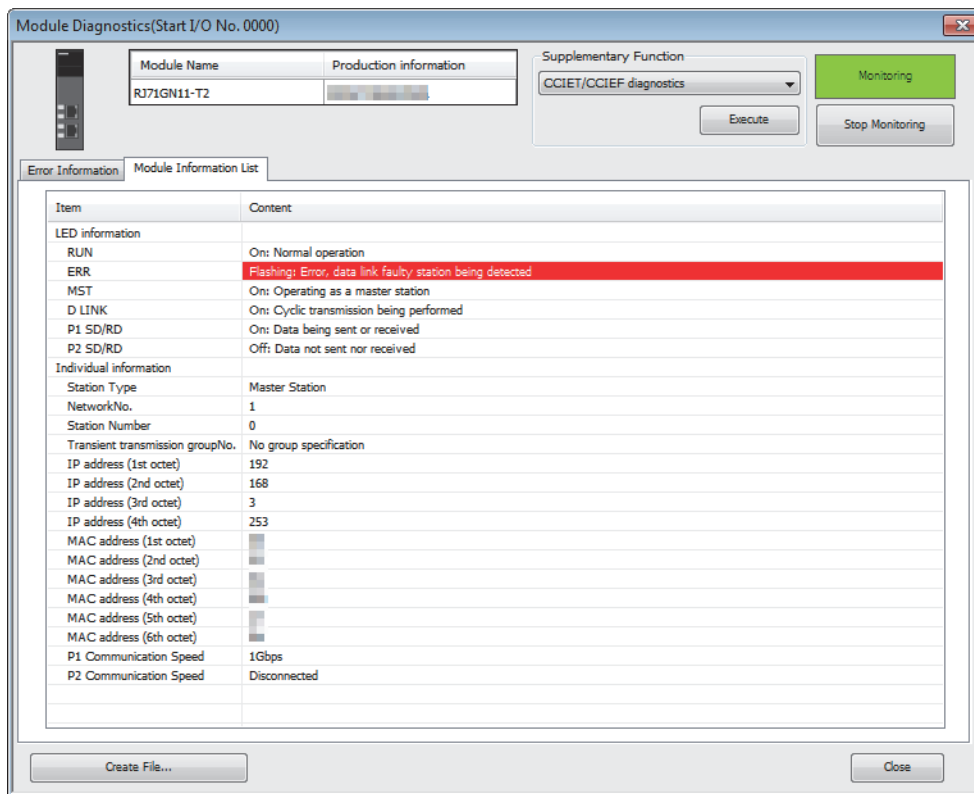 Module Diagnostics(Start I/O No. 0000)
Module Name Production information
RJ71GN11-T2
Supplementary Function
CCIET/CCIEF diagnostics
Execute
Monitoring
Stop Monitoring
Error Information Module Information List
Item Content
LED information
RUN On: Normal operation
ERR Flashing: Error, data link faulty station being detected
MST On: Operating as a master station
D LINK On: Cyclic transmission being performed
P1 SD/RD On: Data being sent or received
P2 SD/RD Off: Data not sent nor received
Individual information
Station Type Master Station
NetworkNo. 1
Station Number 0
Transient transmission groupNo. No group specification
IP address (1st octet) 192
IP address (2nd octet) 168
IP address (3rd octet) 3
IP address (4th octet) 253
MAC address (1st octet)
MAC address (2nd octet)
MAC address (3rd octet)
MAC address (4th octet)
MAC address (5th octet)
MAC address (6th octet)
P1 Communication Speed 1Gbps
P2 Communication Speed Disconnected
Create File... Close